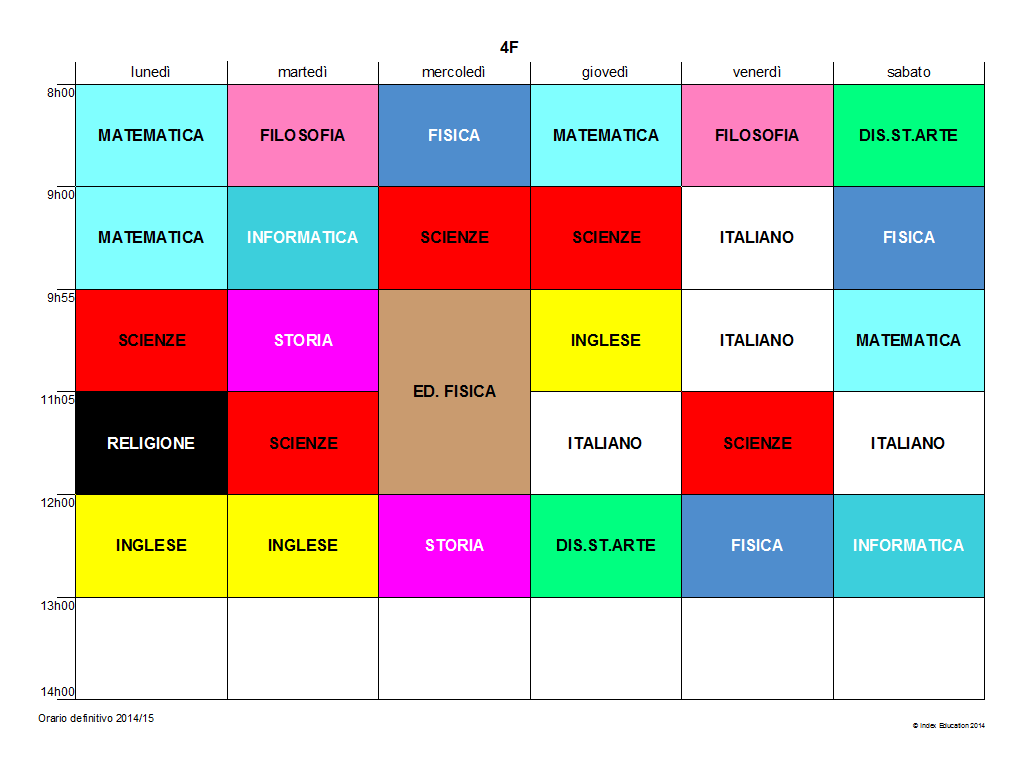 4F
lunedì martedì mercoledì giovedì venerdì sabato
8h00
MATEMATICA FILOSOFIA FISICA MATEMATICA FILOSOFIA DIS.ST.ARTE
9h00
MATEMATICA INFORMATICA SCIENZE SCIENZE ITALIANO FISICA
9h55
SCIENZE STORIA INGLESE ITALIANO MATEMATICA
ED. FISICA
11h05
RELIGIONE SCIENZE ITALIANO SCIENZE ITALIANO
12h00
INGLESE INGLESE STORIA DIS.ST.ARTE FISICA INFORMATICA
13h00
14h00
Orario definitivo 2014/15
© Index Education 2014